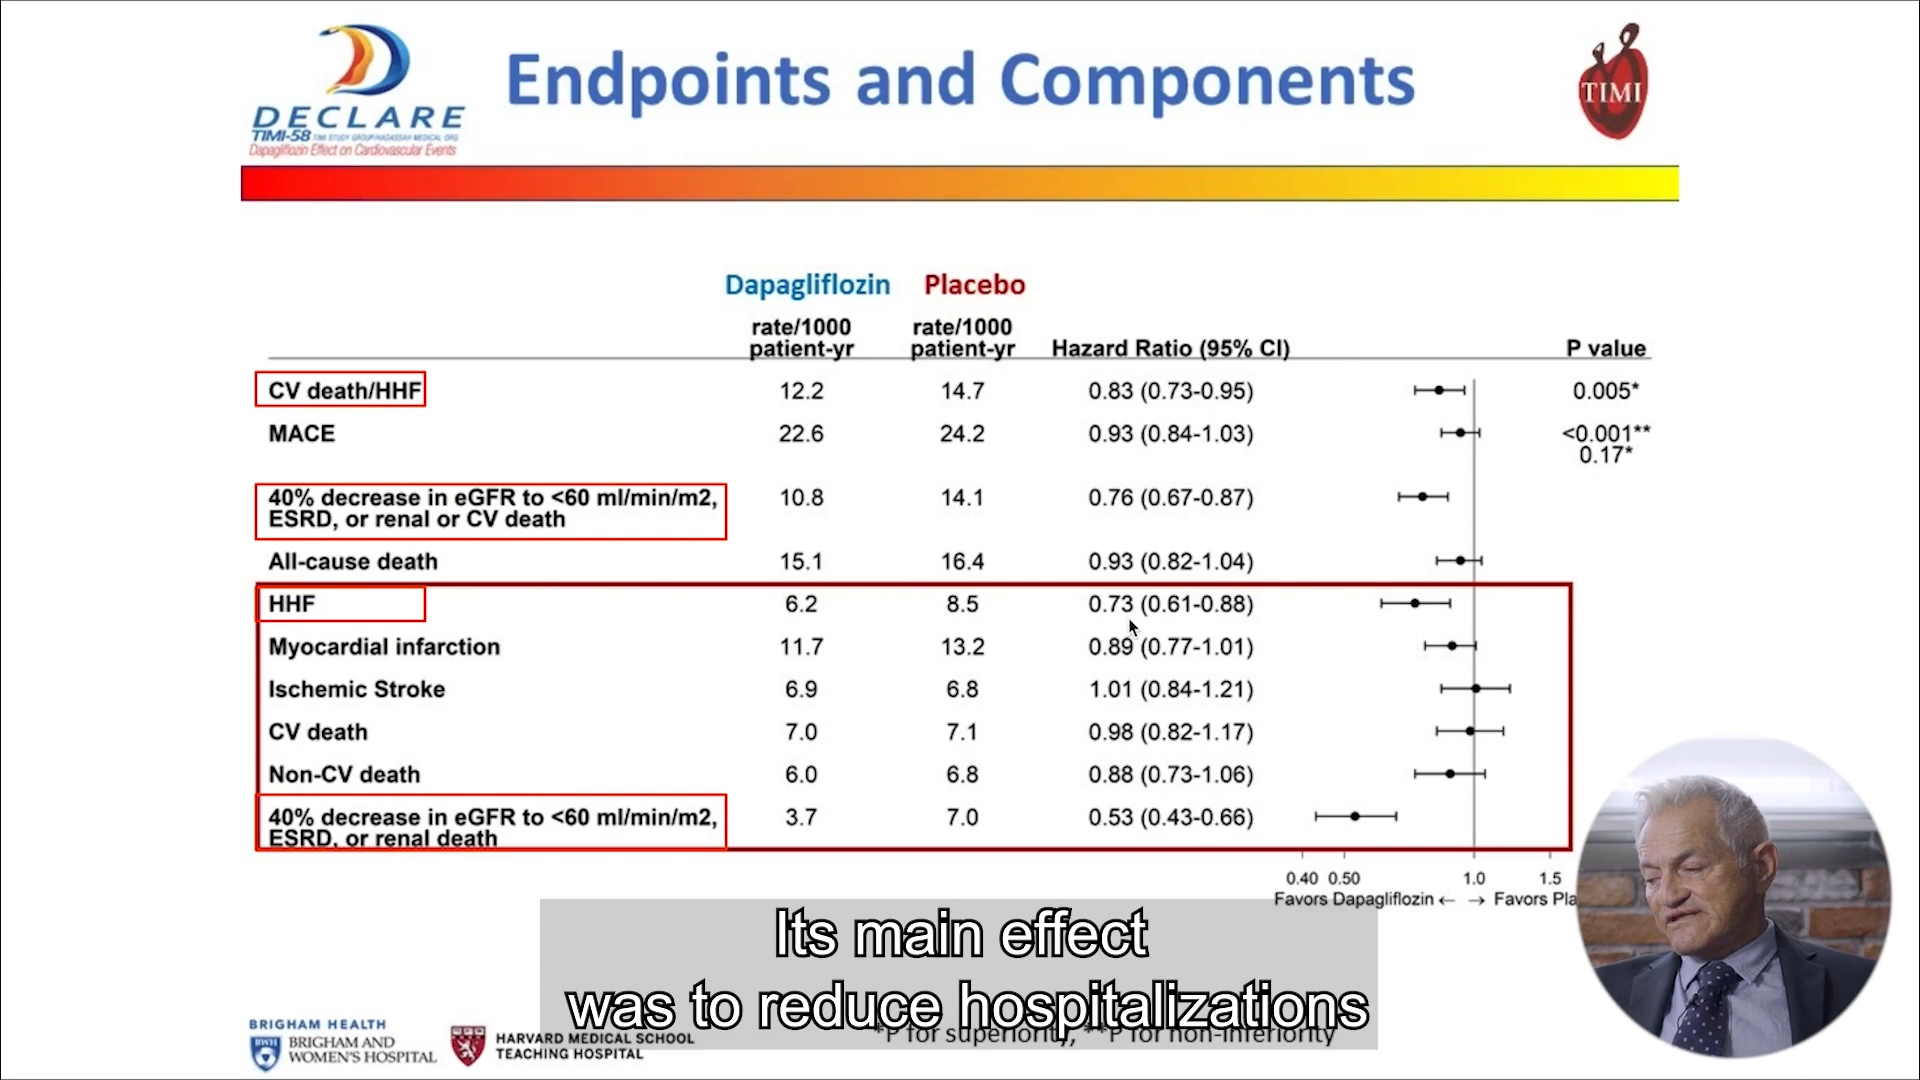 DECLARE
TIMI-58 TIMI STUDY GROUP/HADASSAH MEDICAL ORG
Dapagliflozin Effect on Cardiovascular Events
Endpoints and Components
TIMI
Dapagliflozin Placebo
rate/1000 patient-yr rate/1000 patient-yr Hazard Ratio (95% CI) P value
CV death/HHF 12.2 14.7 0.83 (0.73-0.95) 0.005*
MACE 22.6 24.2 0.93 (0.84-1.03) <0.001**
0.17*
40% decrease in eGFR to <60 ml/min/m2, 10.8 14.1 0.76 (0.67-0.87)
ESRD, or renal or CV death
All-cause death 15.1 16.4 0.93 (0.82-1.04)
HHF 6.2 8.5 0.73 (0.61-0.88)
Myocardial infarction 11.7 13.2 0.89 (0.77-1.01)
Ischemic Stroke 6.9 6.8 1.01 (0.84-1.21)
CV death 7.0 7.1 0.98 (0.82-1.17)
Non-CV death 6.0 6.8 0.88 (0.73-1.06)
40% decrease in eGFR to <60 ml/min/m2, 3.7 7.0 0.53 (0.43-0.66)
ESRD, or renal death
0.40 0.50 1.0 1.5
Favors Dapagliflozin ← → Favors Pla
Its main effect
was to reduce hospitalizations
*P for superiority, **P for non-inferiority
BRIGHAM HEALTH
BWH
BRIGHAM AND
WOMEN'S HOSPITAL
HARVARD MEDICAL SCHOOL
TEACHING HOSPITAL